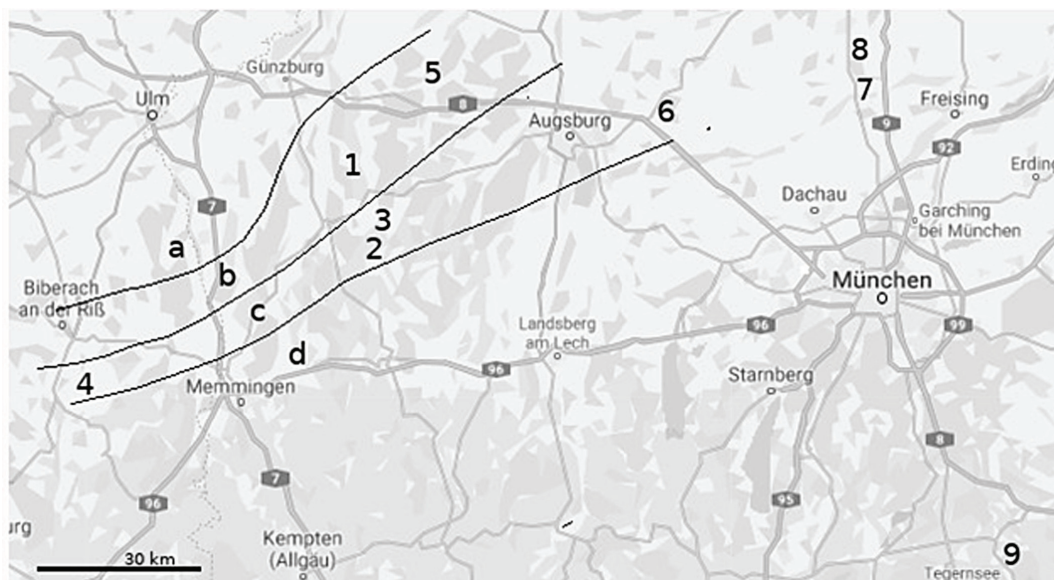 8
5
Günzburg
7
Ulm
8
6
Freising
Augsburg
9
92
1
Erding
Dachau
7
3
Garching
bei München
a
2
b
Biberach
an der Riß
München
c
Landsberg
am Lech
96
99
d
96
4
Memmingen
Starnberg
8
7
96
95
urg
Kempten
(Allgäu)
9
30 km
Tegernsee